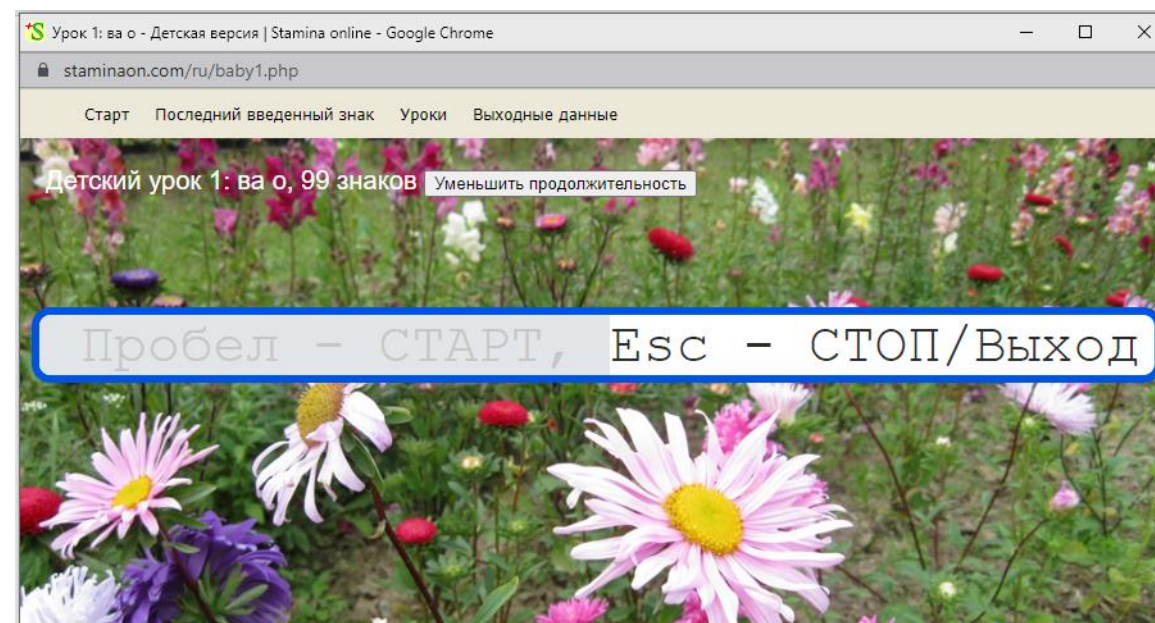 Урок 1: ва о - Детская версия | Stamina online - Google Chrome
staminaon.com/ru/baby1.php
Старт Последний введенный знак Уроки Выходные данные
Детский урок 1: ва о, 99 знаков Уменьшить продолжительность
Пробел - СТАРТ, Esc - СТОП/Выход